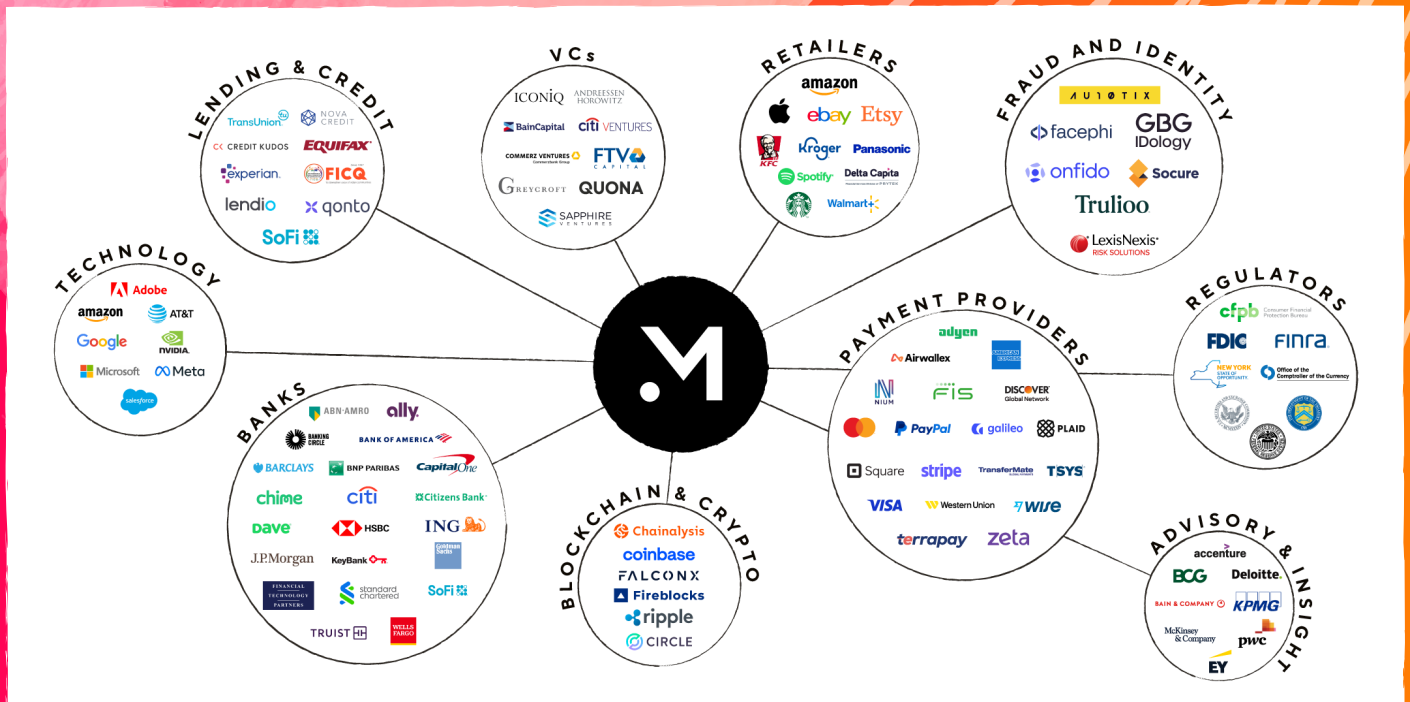 LENDING & CREDIT
TransUnion tu
NOVA CREDIT
CK CREDIT KUDOS
EQUIFAX
experian.
FICO
lendio
qonto
SoFi
VCs
ICONIQ
ANDREESSEN HOROWITZ
BainCapital
citi VENTURES
COMMERZ VENTURES
Commerzbank Group
FTV CAPITAL
GREYCROFT
QUONA
SAPPHIRE VENTURES
RETAILERS
amazon
ebay
Etsy
KFC
Kroger
Panasonic
Spotify
Delta Capita
Walmart+
FRAUD AND IDENTITY
AU10TIX
facephi
GBG
IDology
onfido
Socure
Trulioo
LexisNexis
RISK SOLUTIONS
TECHNOLOGY
Adobe
amazon
AT&T
Google
NVIDIA.
Microsoft
Meta
salesforce
M
PAYMENT PROVIDERS
adyen
Airwallex
AMERICAN EXPRESS
NIUM
FIS
DISCOVER
Global Network
PayPal
galileo
PLAID
Square
stripe
TransferMate
TSYS
VISA
Western Union
WISE
terrapay
zeta
REGULATORS
cfpb
Consumer Financial
Protection Bureau
FDIC
FINRA
NEW YORK
STATE OF
OPPORTUNITY
Office of the
Comptroller of the Currency
BANKS
ABN·AMRO
ally
BANKING
CIRCLE
BANK OF AMERICA
BARCLAYS
BNP PARIBAS
Capital One
chime
citi
Citizens Bank
DAVE
HSBC
ING
J.P.Morgan
KeyBank
Goldman
Sachs
FINANCIAL
TECHNOLOGY
PARTNERS
standard
chartered
SoFi
TRUIST
WELLS
FARGO
BLOCKCHAIN & CRYPTO
Chainalysis
coinbase
FALCONX
Fireblocks
ripple
CIRCLE
ADVISORY & INSIGHT
accenture
BCG
Deloitte.
BAIN & COMPANY
KPMG
McKinsey
& Company
pwc
EY